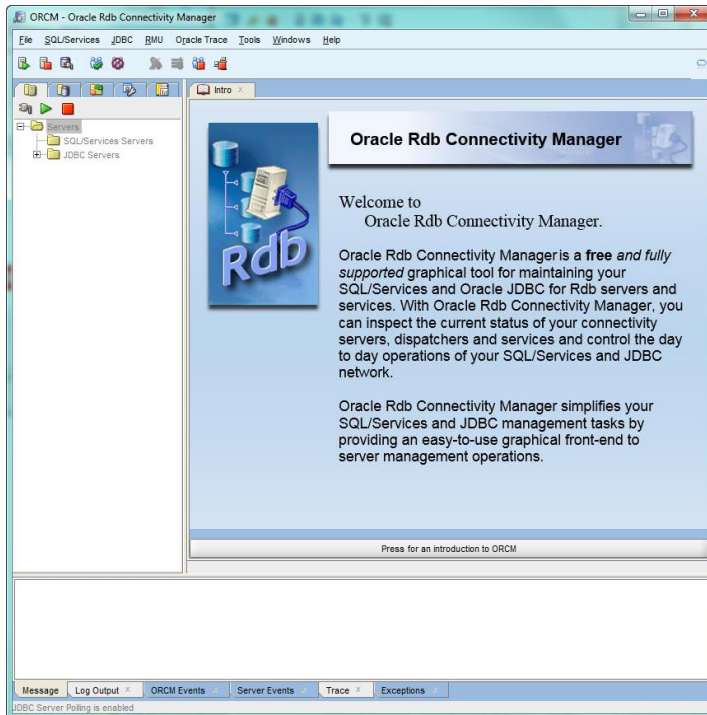 ORCM - Oracle Rdb Connectivity Manager
File SQL/Services JDBC RMU Oracle Trace Tools Windows Help
Intro
Servers
SQL/Services Servers
JDBC Servers
Rdb
Oracle Rdb Connectivity Manager
Welcome to
Oracle Rdb Connectivity Manager.
Oracle Rdb Connectivity Manager is a free and fully
supported graphical tool for maintaining your
SQL/Services and Oracle JDBC for Rdb servers and
services. With Oracle Rdb Connectivity Manager, you
can inspect the current status of your connectivity
servers, dispatchers and services and control the day
to day operations of your SQL/Services and JDBC
network.
Oracle Rdb Connectivity Manager simplifies your
SQL/Services and JDBC management tasks by
providing an easy-to-use graphical front-end to
server management operations.
Press for an introduction to ORCM
Message Log Output ORCM Events Server Events Trace Exceptions
JDBC Server Polling is enabled